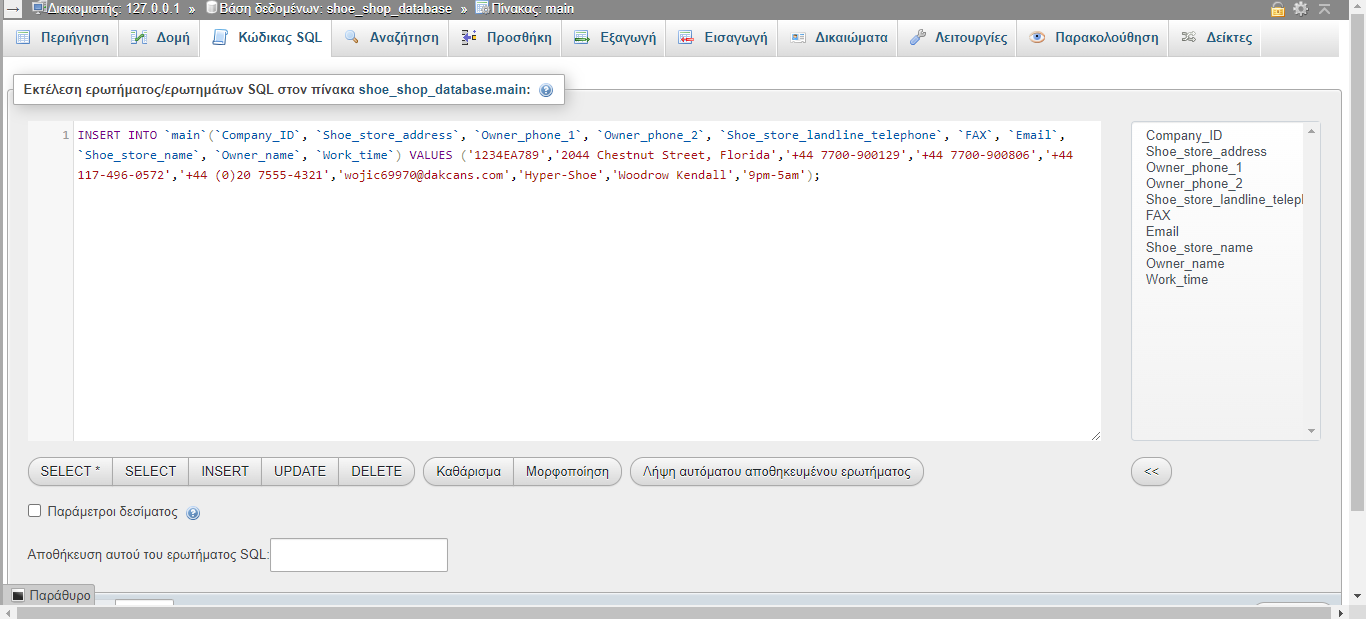 Διακομιστής: 127.0.0.1 » Βάση δεδομένων: shoe_shop_database » Πίνακας: main
Περιήγηση Δομή Κώδικας SQL Αναζήτηση Προσθήκη Εξαγωγή Εισαγωγή Δικαιώματα Λειτουργίες Παρακολούθηση Δείκτες
Εκτέλεση ερωτήματος/ερωτημάτων SQL στον πίνακα shoe_shop_database.main:
1 INSERT INTO `main`(`Company_ID`, `Shoe_store_address`, `Owner_phone_1`, `Owner_phone_2`, `Shoe_store_landline_telephone`, `FAX`, `Email`,
`Shoe_store_name`, `Owner_name`, `Work_time`) VALUES ('1234EA789','2044 Chestnut Street, Florida','+44 7700-900129','+44 7700-900806','+44
117-496-0572','+44 (0)20 7555-4321','wojic69970@dakcans.com','Hyper-Shoe','Woodrow Kendall','9pm-5am');
Company_ID
Shoe_store_address
Owner_phone_1
Owner_phone_2
Shoe_store_landline_telepl
FAX
Email
Shoe_store_name
Owner_name
Work_time
SELECT * SELECT INSERT UPDATE DELETE Καθάρισμα Μορφοποίηση Λήψη αυτόματου αποθηκευμένου ερωτήματος <<
Παράμετροι δεσίματος
Αποθήκευση αυτού του ερωτήματος SQL:
Παράθυρο